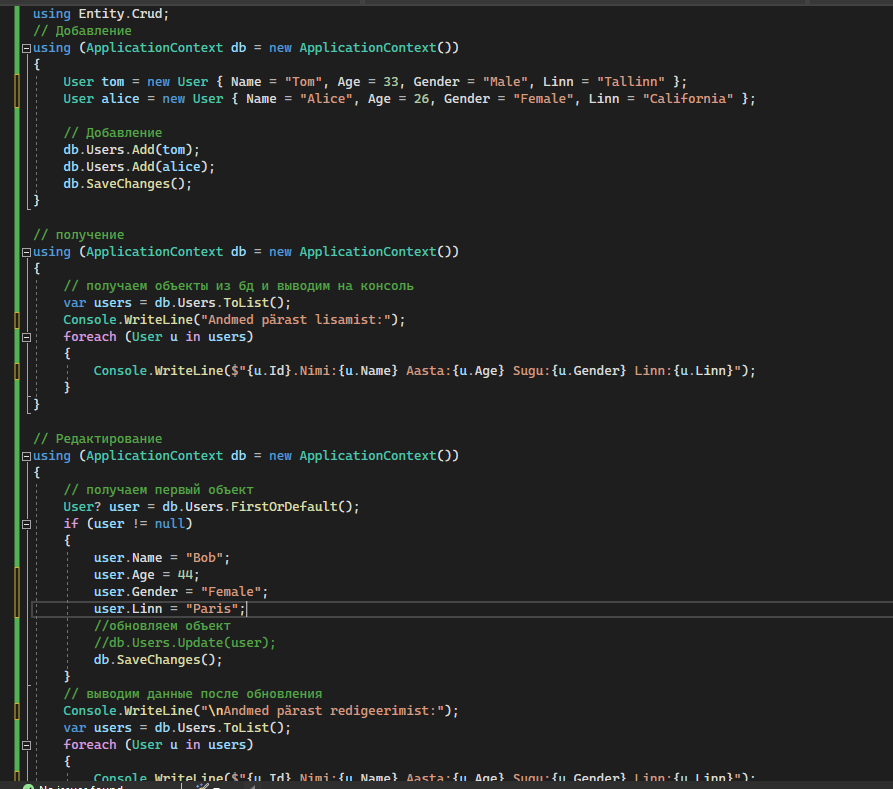 using Entity.Crud;
// Добавление
using (ApplicationContext db = new ApplicationContext())
{
User tom = new User { Name = "Tom", Age = 33, Gender = "Male", Linn = "Tallinn" };
User alice = new User { Name = "Alice", Age = 26, Gender = "Female", Linn = "California" };
// Добавление
db.Users.Add(tom);
db.Users.Add(alice);
db.SaveChanges();
}
// получение
using (ApplicationContext db = new ApplicationContext())
{
// получаем объекты из бд и выводим на консоль
var users = db.Users.ToList();
Console.WriteLine("Andmed pärast lisamist:");
foreach (User u in users)
{
Console.WriteLine($"{u.Id}.Nimi:{u.Name} Aasta:{u.Age} Sugu:{u.Gender} Linn:{u.Linn}");
}
}
// Редактирование
using (ApplicationContext db = new ApplicationContext())
{
// получаем первый объект
User? user = db.Users.FirstOrDefault();
if (user != null)
{
user.Name = "Bob";
user.Age = 44;
user.Gender = "Female";
user.Linn = "Paris";
//обновляем объект
//db.Users.Update(user);
db.SaveChanges();
}
// выводим данные после обновления
Console.WriteLine("\nAndmed pärast redigeerimist:");
var users = db.Users.ToList();
foreach (User u in users)
{
Console.WriteLine($"{u.Id}.Nimi:{u.Name} Aasta:{u.Age} Sugu:{u.Gender} Linn:{u.Linn}");
No issues found